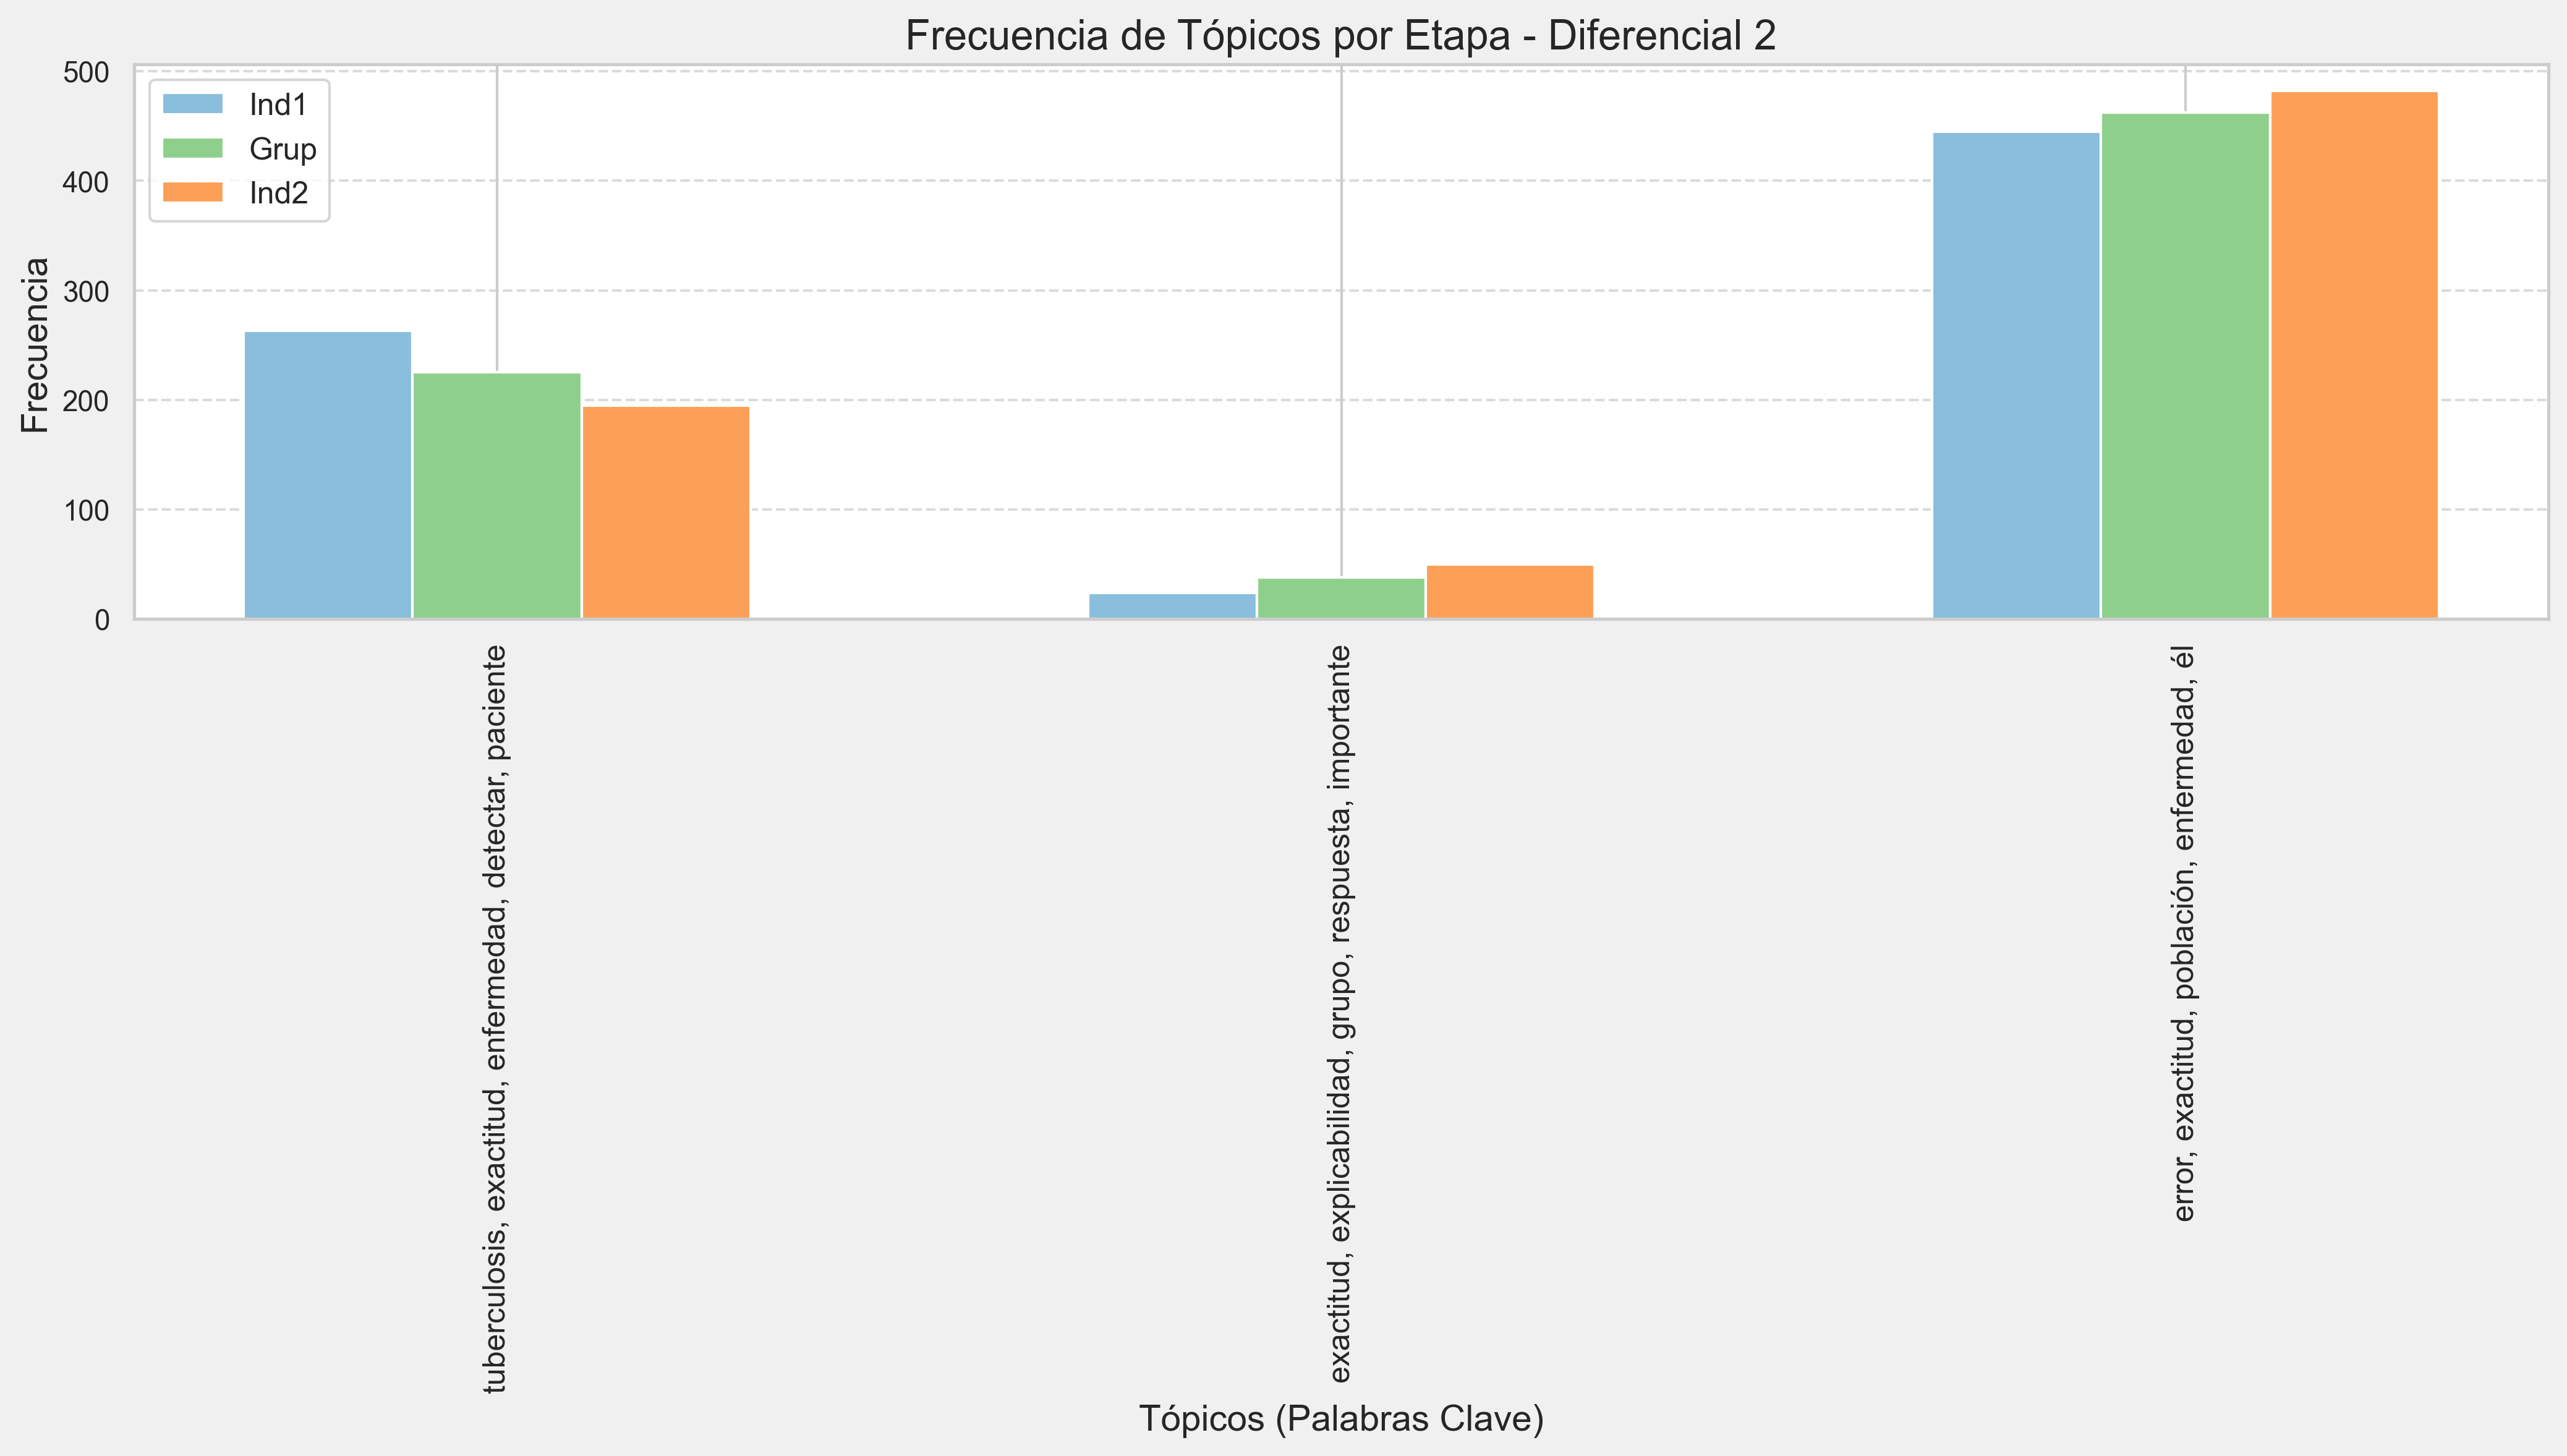 Frecuencia de Tópicos por Etapa - Diferencial 2
500
400
300
200
100
0
Frecuencia
Ind1
Grup
Ind2
tuberculosis, exactitud, enfermedad, detectar, paciente
exactitud, explicabilidad, grupo, respuesta, importante
error, exactitud, población, enfermedad, él
Tópicos (Palabras Clave)